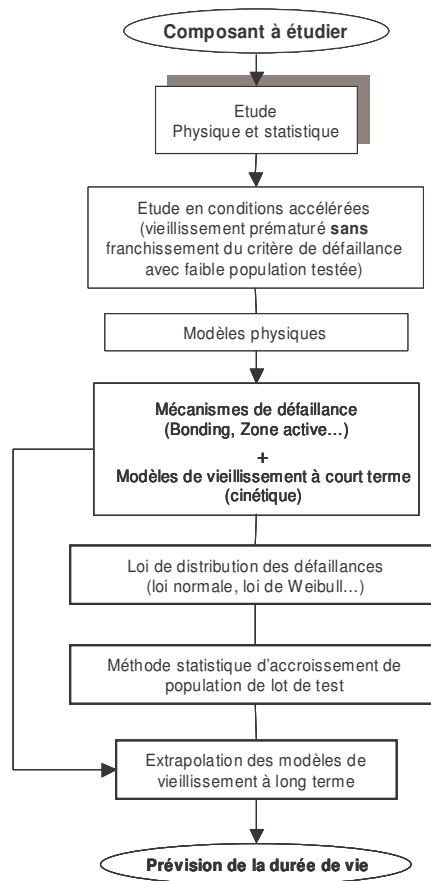 Composant à étudier
Etude
Physique et statistique
Etude en conditions accélérées
(vieillissement prématuré sans
franchissement du critère de défaillance
avec faible population testée)
Modèles physiques
Mécanismes de défaillance
(Bonding, Zone active...)
+
Modèles de vieillissement à court terme
(cinétique)
Loi de distribution des défaillances
(loi normale, loi de Weibull...)
Méthode statistique d'accroissement de
population de lot de test
Extrapolation des modèles de
vieillissement à long terme
Prévision de la durée de vie